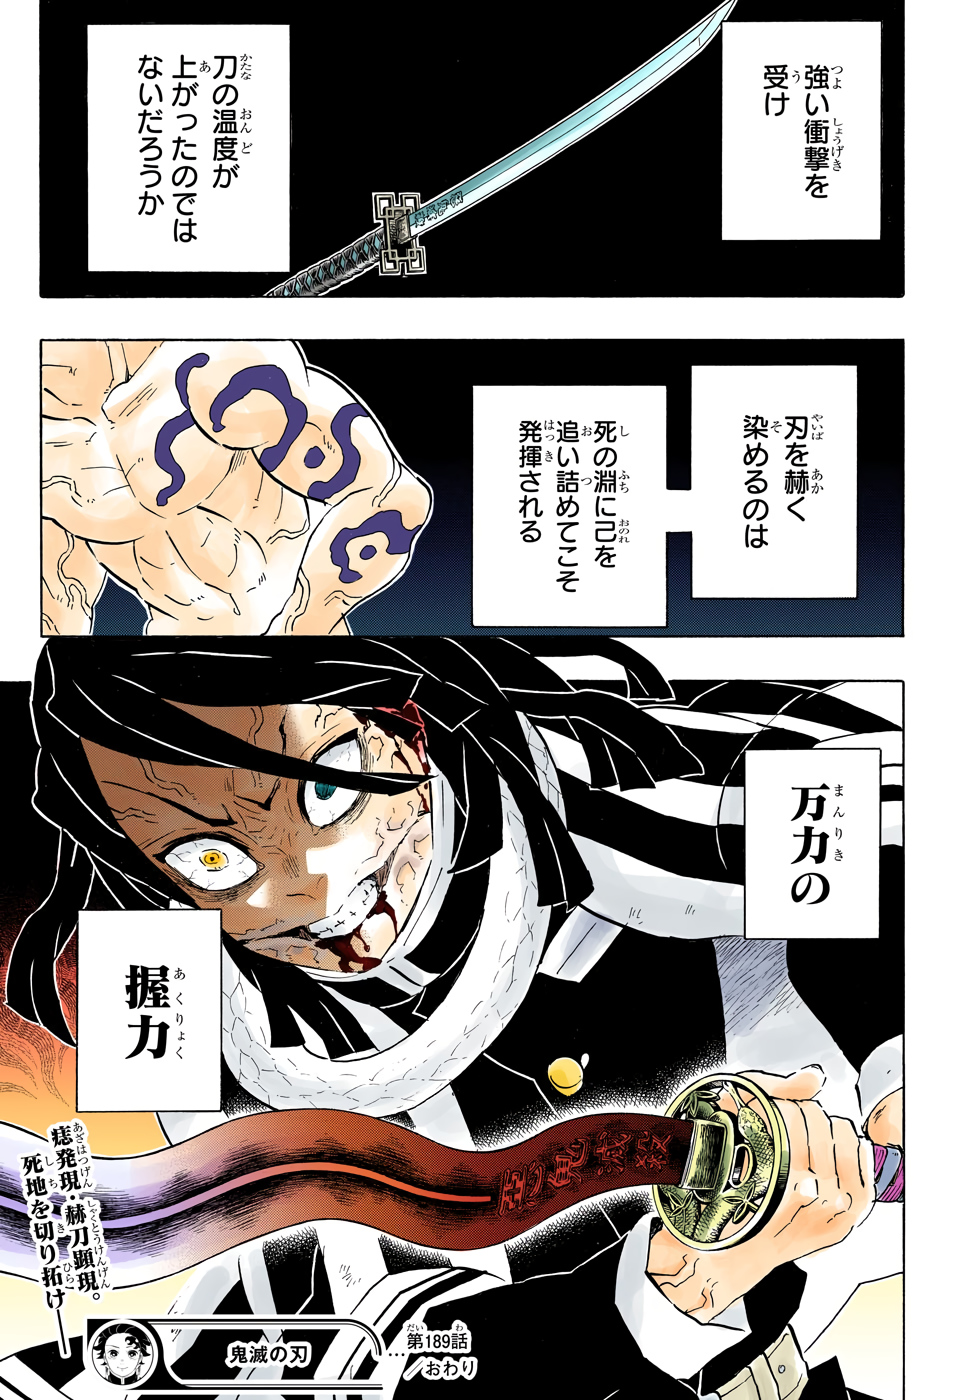 強い衝撃を
受け
刀の温度が
上がったのでは
ないだろうか
刃を赫く
染めるのは
死の淵に己を
追い詰めてこそ
発揮される
万力の
握力
悪鬼滅殺
痣発現・赫刀顕現。
死地を切り拓け──
鬼滅の刃
……第189話
／おわり